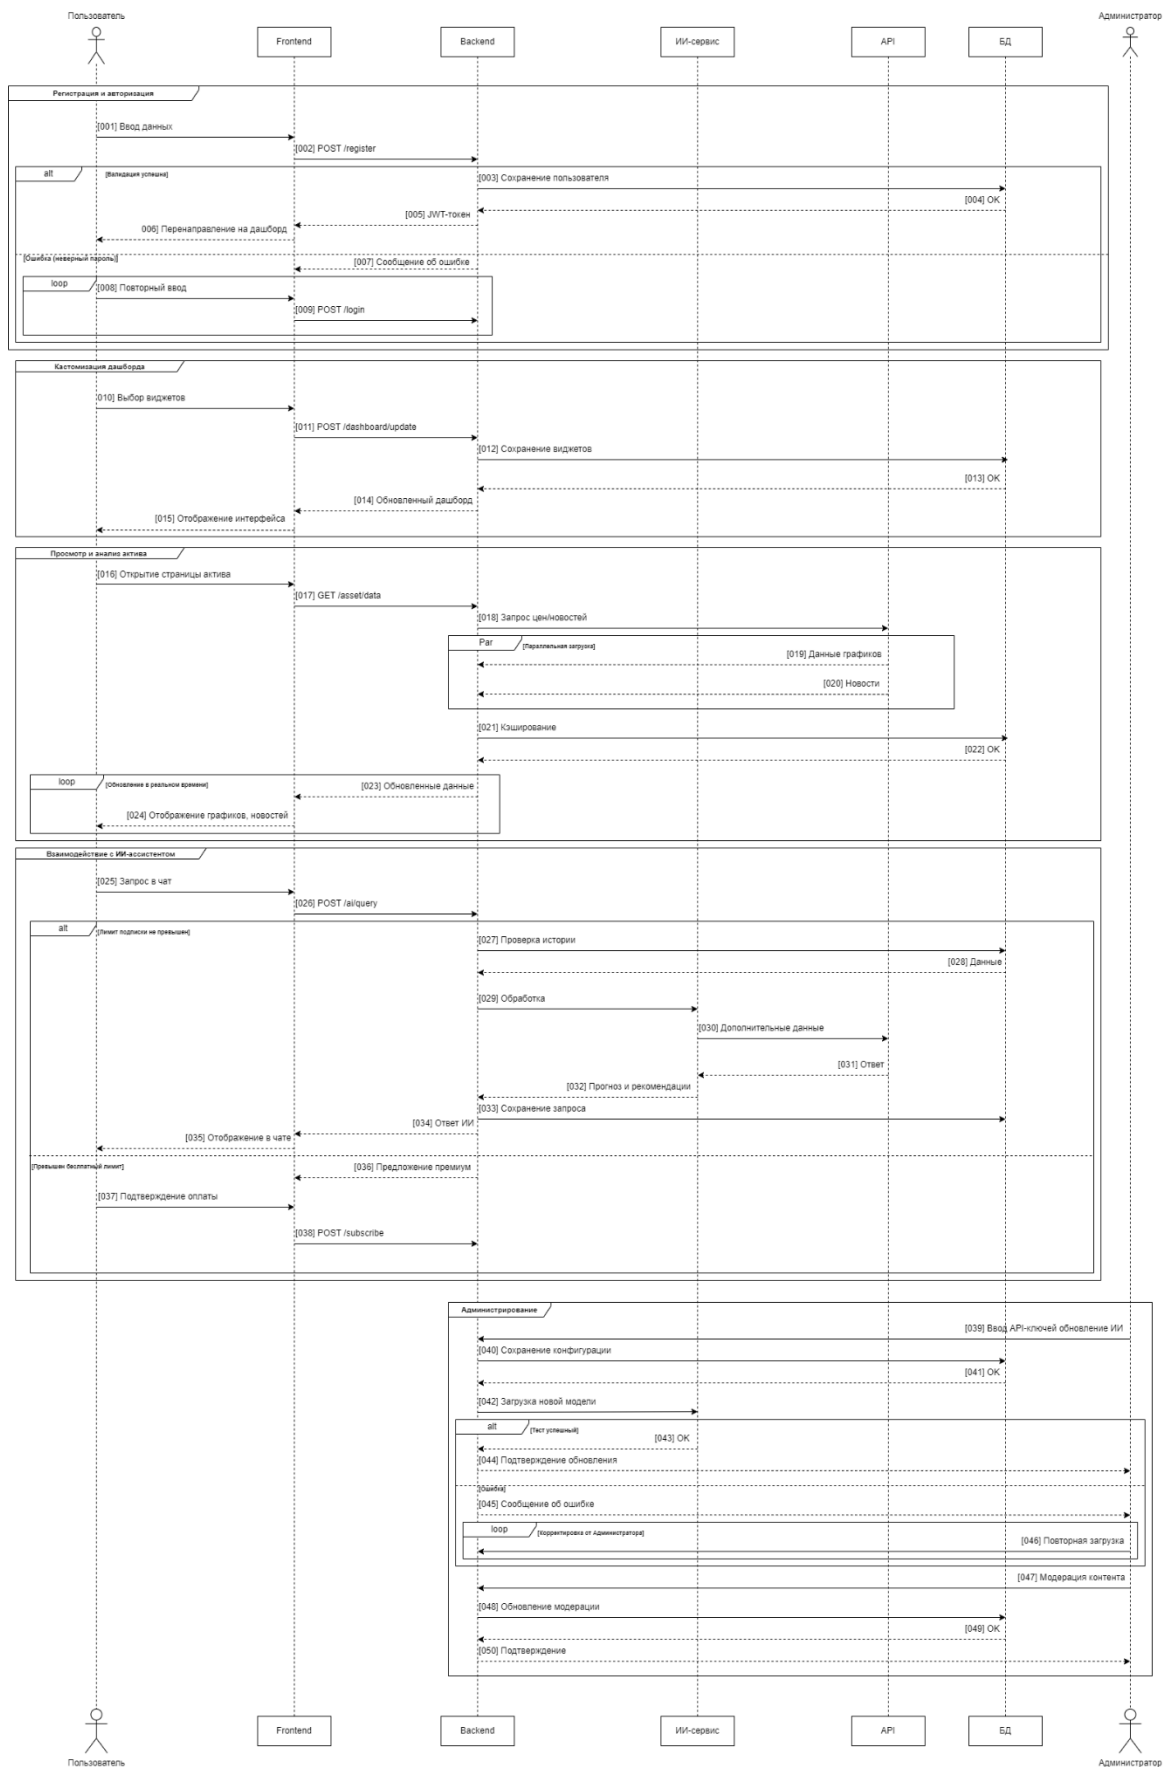 Пользователь
Администратор
Frontend
Backend
ИИ-сервис
API
БД
Регистрация и авторизация
[001] Ввод данных
[002] POST /register
alt
[Валидация успешна]
[003] Сохранение пользователя
[004] OK
[005] JWT-токен
006] Перенаправление на дашборд
[Ошибка (неверный пароль)]
[007] Сообщение об ошибке
loop
[008] Повторный ввод
[009] POST /login
Кастомизация дашборда
010] Выбор виджетов
[011] POST /dashboard/update
[012] Сохранение виджетов
[013] OK
[014] Обновленный дашборд
[015] Отображение интерфейса
Просмотр и анализ актива
[016] Открытие страницы актива
[017] GET /asset/data
[018] Запрос цен/новостей
Par
[Параллельная загрузка]
[019] Данные графиков
[020] Новости
[021] Кэширование
[022] OK
loop
[Обновление в реальном времени]
[023] Обновленные данные
[024] Отображение графиков, новостей
Взаимодействие с ИИ-ассистентом
[025] Запрос в чат
[026] POST /ai/query
alt
[Лимит подписки не превышен]
[027] Проверка истории
[028] Данные
[029] Обработка
[030] Дополнительные данные
[031] Ответ
[032] Прогноз и рекомендации
[033] Сохранение запроса
[034] Ответ ИИ
[035] Отображение в чате
[Превышен бесплатный лимит]
[036] Предложение премиум
[037] Подтверждение оплаты
[038] POST /subscribe
Администрирование
[039] Ввод API-ключей обновление ИИ
[040] Сохранение конфигурации
[041] OK
[042] Загрузка новой модели
alt
[Тест успешный]
[043] OK
[044] Подтверждение обновления
[Ошибка]
[045] Сообщение об ошибке
loop
[Корректировка от Администратора]
[046] Повторная загрузка
[047] Модерация контента
[048] Обновление модерации
[049] OK
[050] Подтверждение
Frontend
Backend
ИИ-сервис
API
БД
Пользователь
Администратор